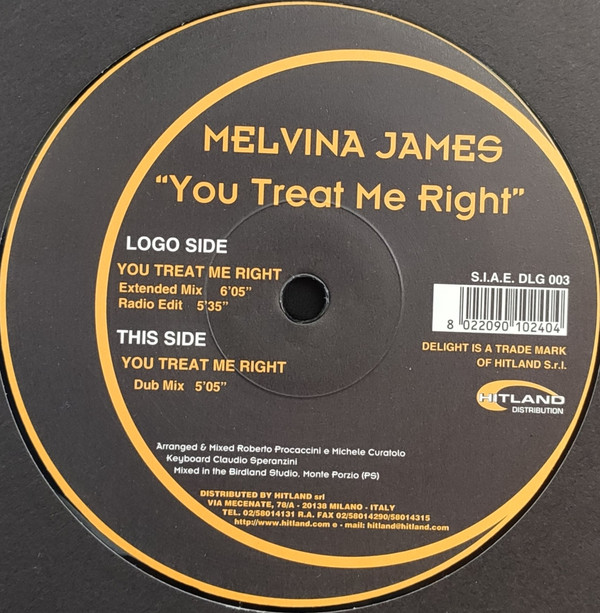 MELVINA JAMES
"You Treat Me Right"
LOGO SIDE
YOU TREAT ME RIGHT
Extended Mix 6'05"
Radio Edit 5'35"
THIS SIDE
YOU TREAT ME RIGHT
Dub Mix 5'05"
S.I.A.E. DLG 003
8 022090 102404
DELIGHT IS A TRADE MARK
OF HITLAND S.r.l.
HITLAND
DISTRIBUTION
Arranged & Mixed Roberto Procaccini e Michele Curatolo
Keyboard Claudio Speranzini
Mixed in the Birdland Studio. Monte Porzio (PS)
DISTRIBUTED BY HITLAND srl
VIA MECENATE, 78/A - 20138 MILANO - ITALY
TEL. 02/58014131 R.A. FAX 02/58014290/58014315
http://www.hitland.com e - mail: hitland@hitland.com